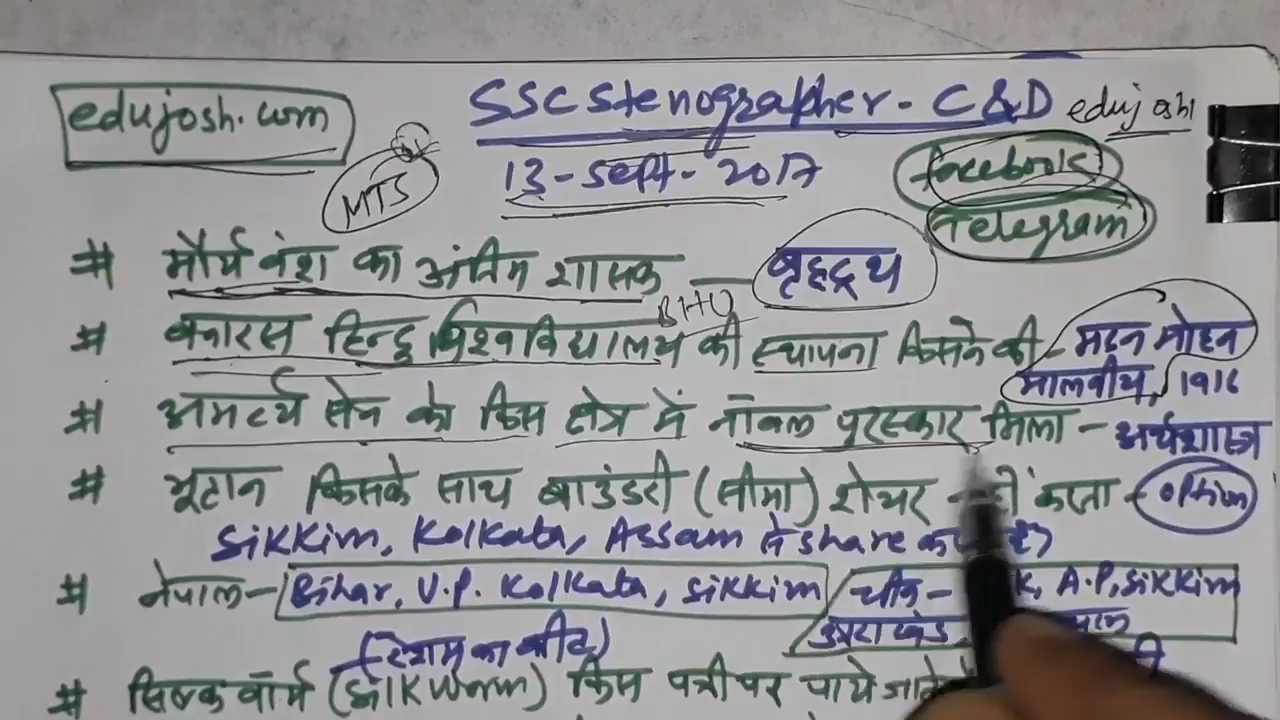 edujosh.com
SSC Stenographer - C & D
edujosh
MTS
13-Sept-2017
facebook
Telegram
# मौर्य वंश का अंतिम शासक — बृहद्रथ
BHU
# बनारस हिन्दू विश्वविद्यालय की स्थापना किसने की - मदन मोहन
मालवीय, 1916
# अमर्त्य सेन को किस क्षेत्र में नॉबल पुरस्कार मिला - अर्थशास्त्र
# भूटान किसके साथ बाउंडरी (सीमा) शेयर नहीं करता - option
Sikkim, Kolkata, Assam से share
# नेपाल - Bihar, U.P. Kolkata, Sikkim
चीन - A.P, Sikkim
उत्तराखंड
(रेशम का कीट)
# सिल्क वॉर्म (Silk Worm) किस पत्ती पर पाये जाते